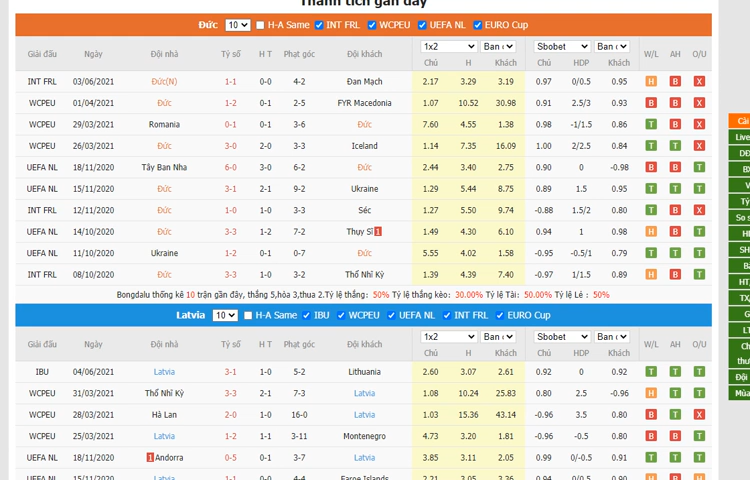 Thành tích gần đây
Đức 10 H-A Same INT FRL WCPEU UEFA NL EURO Cup
Giải đấu Ngày Đội nhà Tỷ số H T Phạt góc Đội khách 1x2 Ban c Sbobet Ban c W/L AH O/U
Chủ H Khách Chủ HDP Khách
INT FRL 03/06/2021 Đức(N) 1-1 0-0 4-2 Đan Mạch 2.17 3.29 3.19 0.97 0/0.5 0.95 H B X
WCPEU 01/04/2021 Đức 1-2 0-1 2-5 FYR Macedonia 1.07 10.52 30.98 0.91 2.5/3 0.93 B B X
WCPEU 29/03/2021 Romania 0-1 0-1 3-6 Đức 7.60 4.55 1.38 0.98 -1/1.5 0.86 T B X
WCPEU 26/03/2021 Đức 3-0 2-0 3-3 Iceland 1.14 7.35 16.09 1.00 2/2.5 0.84 T T X
UEFA NL 18/11/2020 Tây Ban Nha 6-0 3-0 6-2 Đức 2.44 3.40 2.75 0.90 0 -0.98 B B T
UEFA NL 15/11/2020 Đức 3-1 2-1 9-2 Ukraine 1.29 5.44 8.75 0.89 1.5 0.95 T T T
INT FRL 12/11/2020 Đức 1-0 1-0 3-3 Séc 1.27 5.50 9.74 -0.88 1.5/2 0.80 T B X
UEFA NL 14/10/2020 Đức 3-3 1-2 7-2 Thụy Sĩ 1 1.49 4.30 6.10 0.94 1 0.98 H B T
UEFA NL 11/10/2020 Ukraine 1-2 0-1 0-7 Đức 5.55 4.02 1.58 -0.95 -0.5/1 0.79 T T T
INT FRL 08/10/2020 Đức 3-3 1-0 3-2 Thổ Nhĩ Kỳ 1.39 4.39 7.40 -0.97 1/1.5 0.89 H B T
Bongdalu thống kê 10 trận gần đây, thắng 5,hòa 3,thua 2.Tỷ lệ thắng: 50% Tỷ lệ thắng kèo: 30.00% Tỷ lệ Tài: 50.00% Tỷ lệ Lẻ : 50%
Latvia 10 H-A Same IBU WCPEU UEFA NL INT FRL EURO Cup
Giải đấu Ngày Đội nhà Tỷ số H T Phạt góc Đội khách 1x2 Ban c Sbobet Ban c W/L AH O/U
Chủ H Khách Chủ HDP Khách
IBU 04/06/2021 Latvia 3-1 1-0 5-2 Lithuania 2.60 3.07 2.61 0.92 0 0.92 T T T
WCPEU 31/03/2021 Thổ Nhĩ Kỳ 3-3 2-1 7-3 Latvia 1.08 10.24 25.83 0.80 2.5 -0.96 H T T
WCPEU 28/03/2021 Hà Lan 2-0 1-0 16-0 Latvia 1.03 15.36 43.14 -0.96 3.5 0.80 B T X
WCPEU 25/03/2021 Latvia 1-2 1-1 3-11 Montenegro 4.73 3.20 1.81 -0.96 -0.5 0.80 B B T
UEFA NL 18/11/2020 1 Andorra 0-5 0-1 3-7 Latvia 3.85 3.11 2.05 0.99 0/-0.5 0.91 T T T
UEFA NL 15/11/2020 Latvia 1-1 0-0 4-4 Faroe Islands 2.21 3.05 3.36 0.94 0/0.5 0.90 H B H